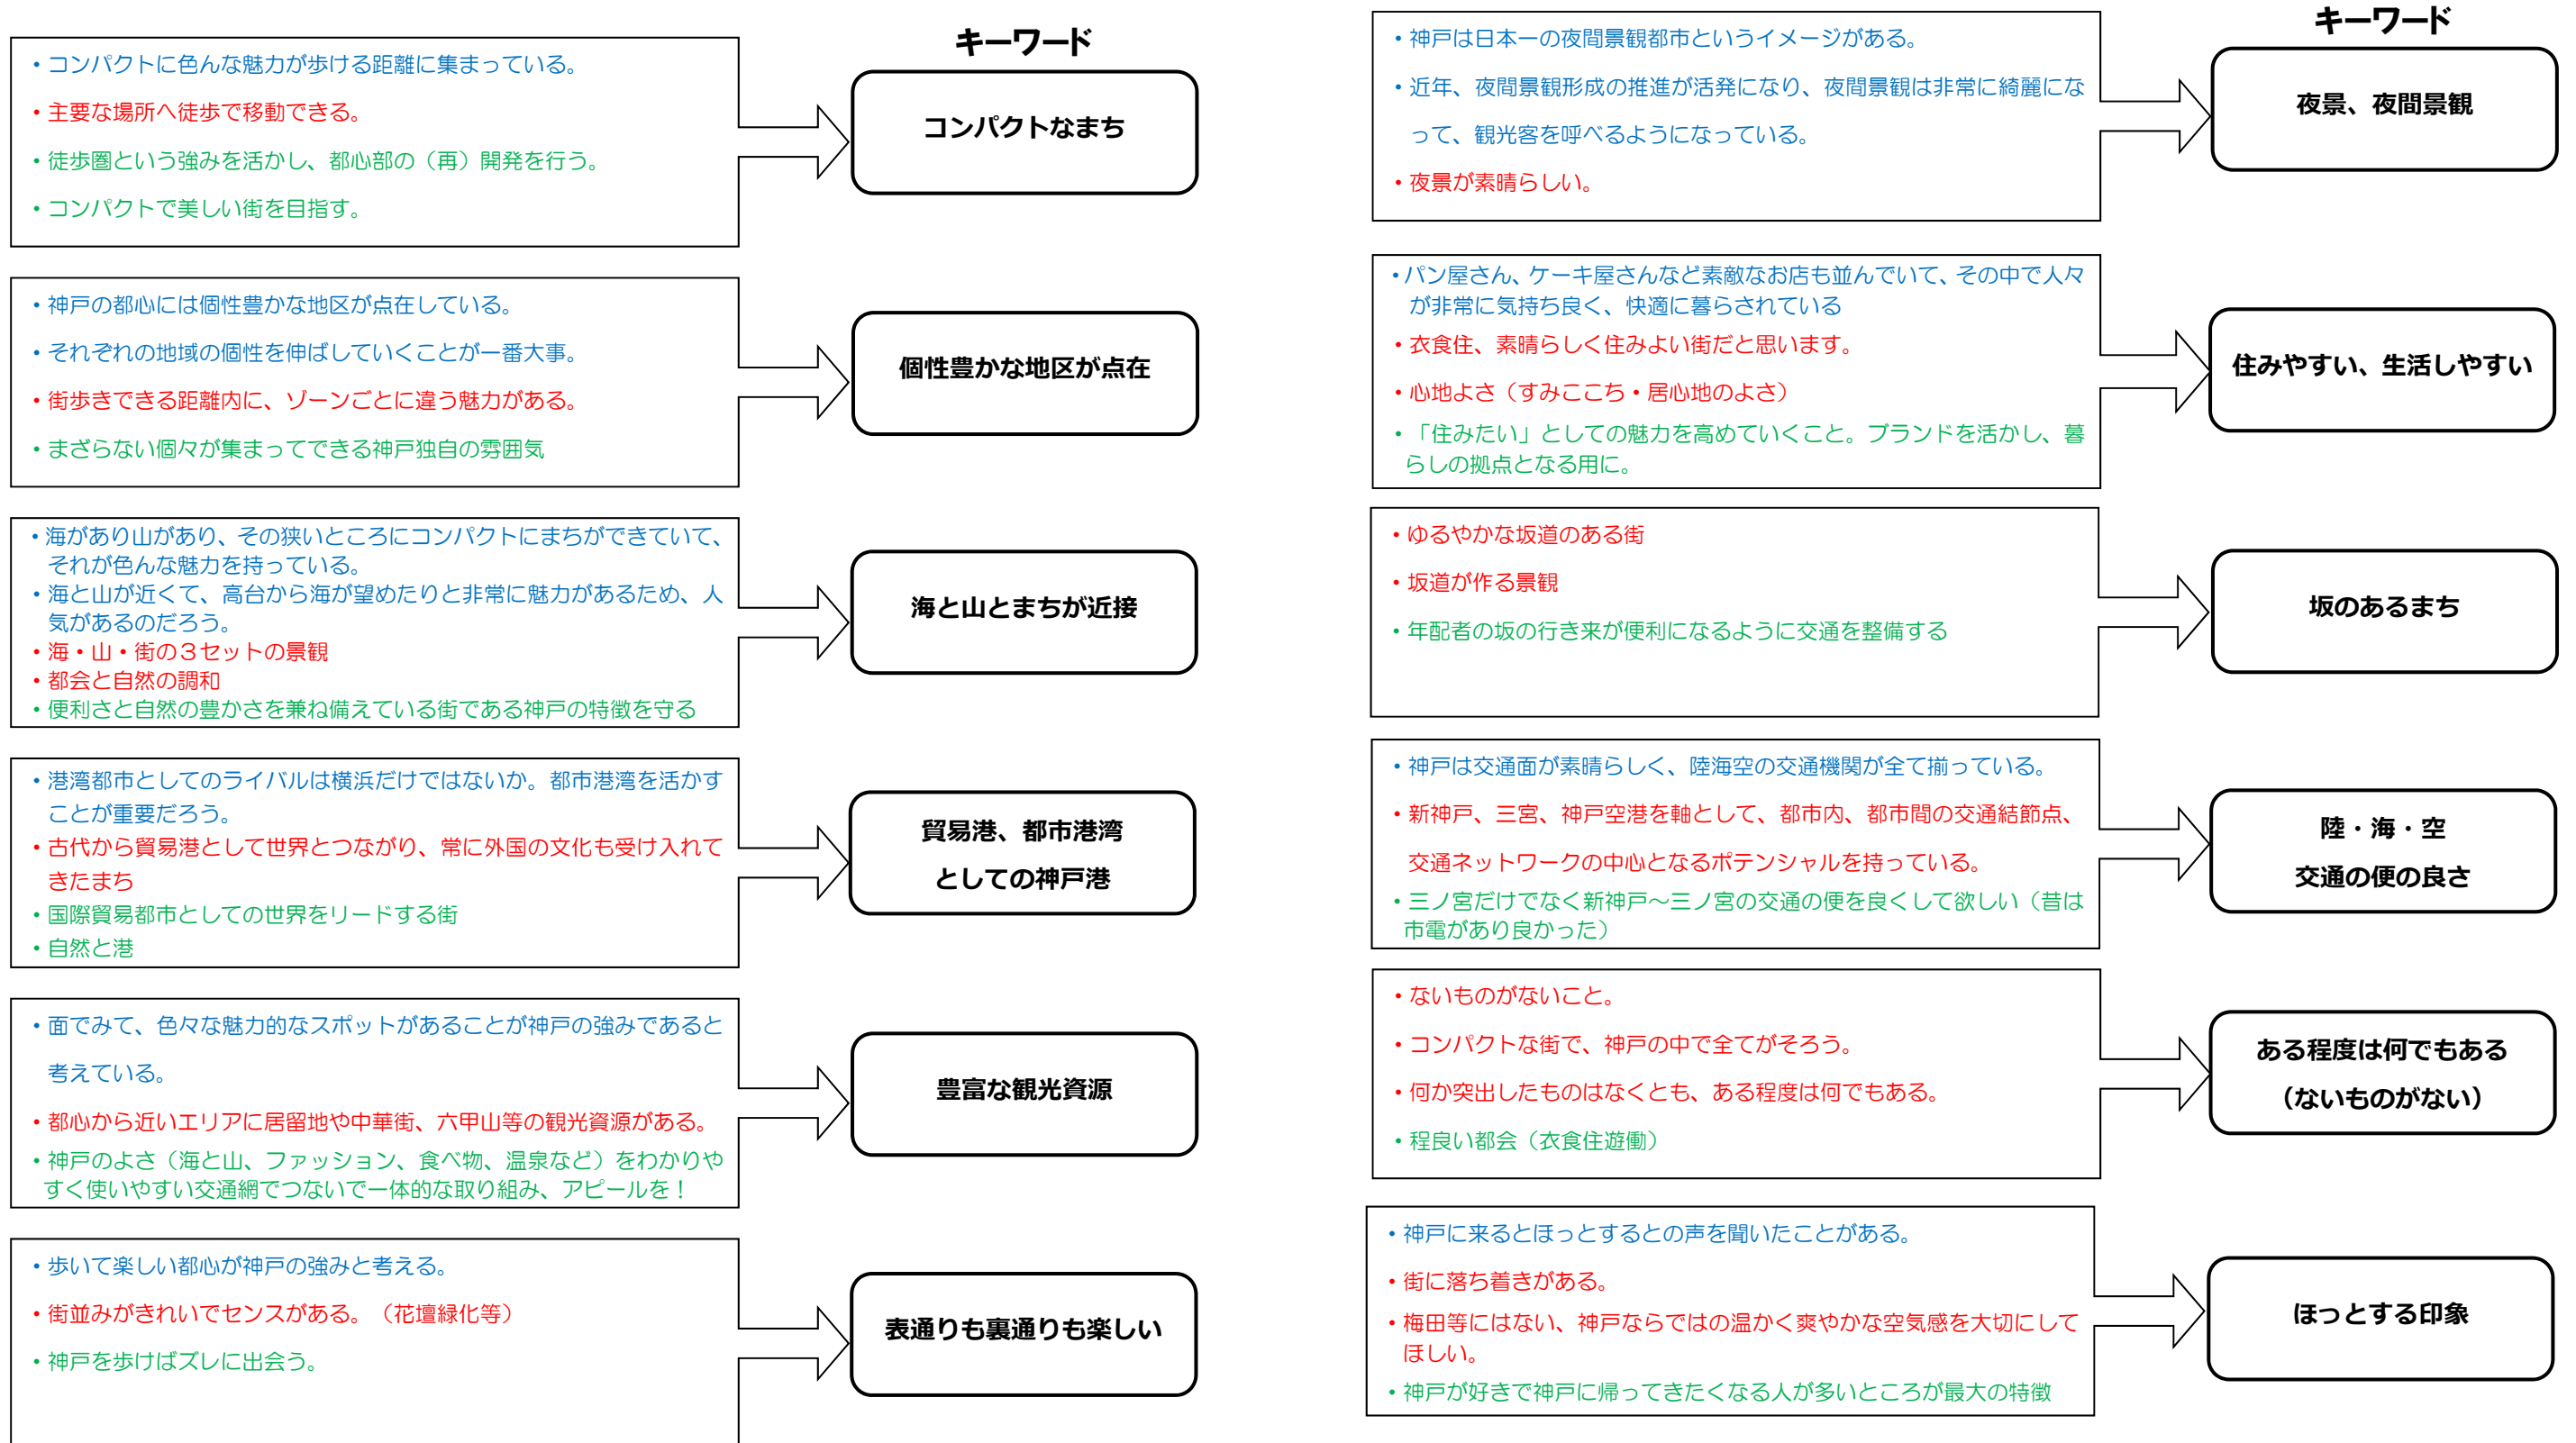 キーワード
・コンパクトに色んな魅力が歩ける距離に集まっている。
・主要な場所へ徒歩で移動できる。
・徒歩圏という強みを活かし、都心部の（再）開発を行う。
・コンパクトで美しい街を目指す。
コンパクトなまち
・神戸の都心には個性豊かな地区が点在している。
・それぞれの地域の個性を伸ばしていくことが一番大事。
・街歩きできる距離内に、ゾーンごとに違う魅力がある。
・まざらない個々が集まってできる神戸独自の雰囲気
個性豊かな地区が点在
・海があり山があり、その狭いところにコンパクトにまちができていて、
それが色んな魅力を持っている。
・海と山が近くて、高台から海が望めたりと非常に魅力があるため、人
気があるのだろう。
・海・山・街の３セットの景観
・都会と自然の調和
・便利さと自然の豊かさを兼ね備えている街である神戸の特徴を守る
海と山とまちが近接
・港湾都市としてのライバルは横浜だけではないか。都市港湾を活かす
ことが重要だろう。
・古代から貿易港として世界とつながり、常に外国の文化も受け入れて
きたまち
・国際貿易都市としての世界をリードする街
・自然と港
貿易港、都市港湾
としての神戸港
・面でみて、色々な魅力的なスポットがあることが神戸の強みであると
考えている。
・都心から近いエリアに居留地や中華街、六甲山等の観光資源がある。
・神戸のよさ（海と山、ファッション、食べ物、温泉など）をわかりや
すく使いやすい交通網でつないで一体的な取り組み、アピールを！
豊富な観光資源
・歩いて楽しい都心が神戸の強みと考える。
・街並みがきれいでセンスがある。（花壇緑化等）
・神戸を歩けばズレに出会う。
表通りも裏通りも楽しい
キーワード
・神戸は日本一の夜間景観都市というイメージがある。
・近年、夜間景観形成の推進が活発になり、夜間景観は非常に綺麗にな
って、観光客を呼べるようになっている。
・夜景が素晴らしい。
夜景、夜間景観
・パン屋さん、ケーキ屋さんなど素敵なお店も並んでいて、その中で人々
が非常に気持ち良く、快適に暮らされている
・衣食住、素晴らしく住みよい街だと思います。
・心地よさ（すみここち・居心地のよさ）
・「住みたい」としての魅力を高めていくこと。ブランドを活かし、暮
らしの拠点となる用に。
住みやすい、生活しやすい
・ゆるやかな坂道のある街
・坂道が作る景観
・年配者の坂の行き来が便利になるように交通を整備する
坂のあるまち
・神戸は交通面が素晴らしく、陸海空の交通機関が全て揃っている。
・新神戸、三宮、神戸空港を軸として、都市内、都市間の交通結節点、
交通ネットワークの中心となるポテンシャルを持っている。
・三ノ宮だけでなく新神戸～三ノ宮の交通の便を良くして欲しい（昔は
市電があり良かった）
陸・海・空
交通の便の良さ
・ないものがないこと。
・コンパクトな街で、神戸の中で全てがそろう。
・何か突出したものはなくとも、ある程度は何でもある。
・程良い都会（衣食住遊働）
ある程度は何でもある
（ないものがない）
・神戸に来るとほっとするとの声を聞いたことがある。
・街に落ち着きがある。
・梅田等にはない、神戸ならではの温かく爽やかな空気感を大切にして
ほしい。
・神戸が好きで神戸に帰ってきたくなる人が多いところが最大の特徴
ほっとする印象